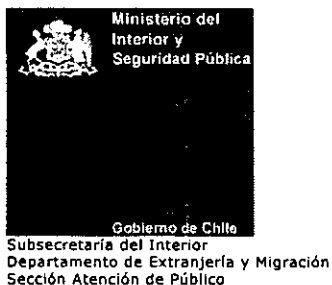 Ministerio del
Interior y
Seguridad Pública
Gobierno de Chile
Subsecretaría del Interior
Departamento de Extranjería y Migración
Sección Atención de Público